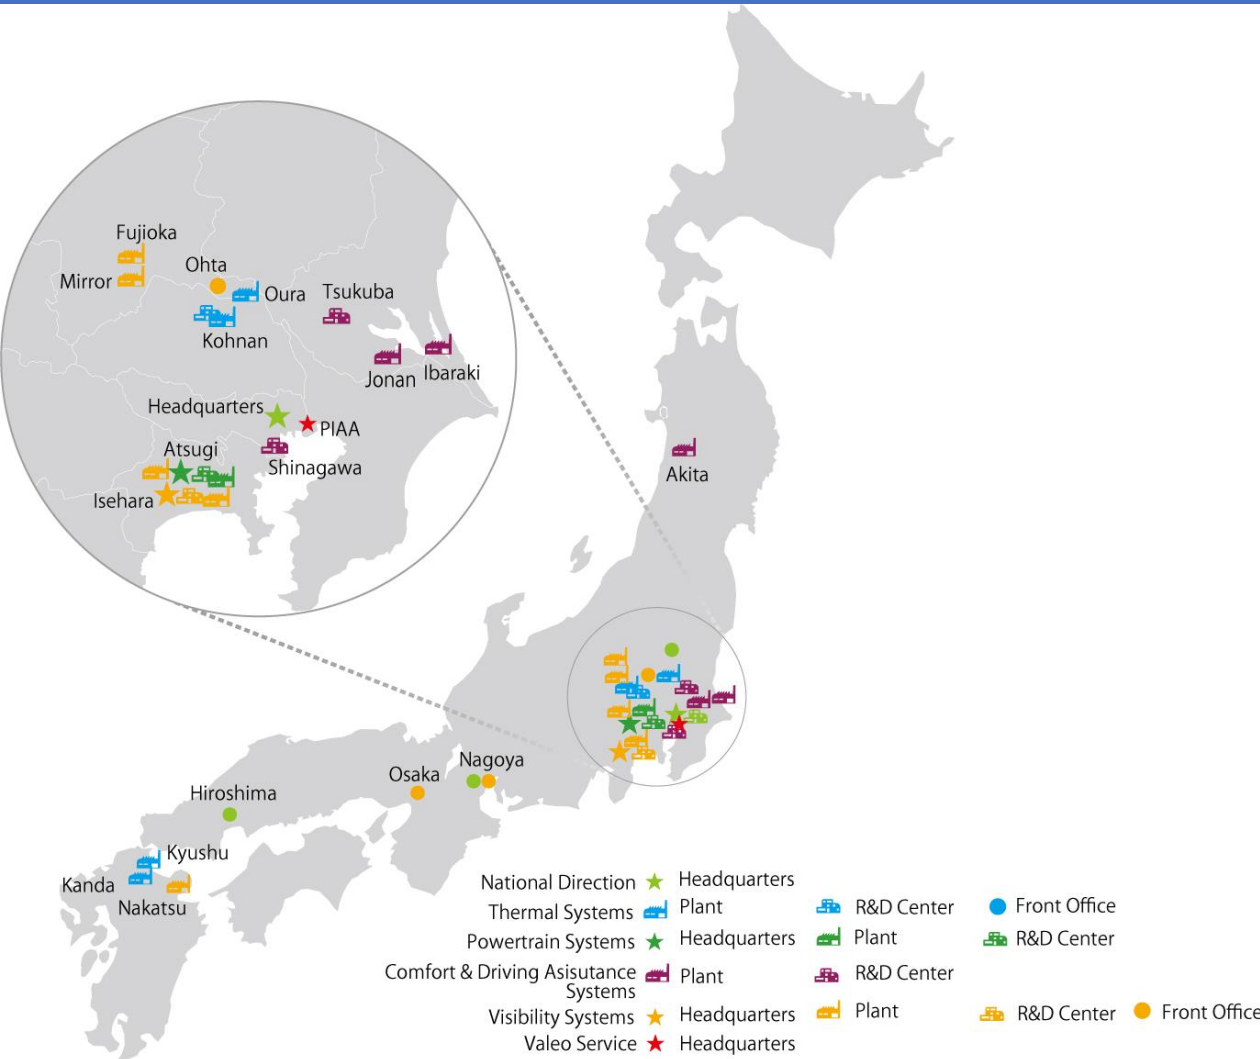 Fujioka
Mirror
Ohta
Oura
Kohnan
Tsukuba
Jonan
Ibaraki
Headquarters
PIAA
Atsugi
Shinagawa
Isehara
Akita
Nagoya
Osaka
Hiroshima
Kyushu
Kanda
Nakatsu
National Direction Headquarters
Thermal Systems Plant R&D Center Front Office
Powertrain Systems Headquarters Plant R&D Center
Comfort & Driving Asisutance Plant R&D Center
Systems
Visibility Systems Headquarters Plant R&D Center Front Office
Valeo Service Headquarters